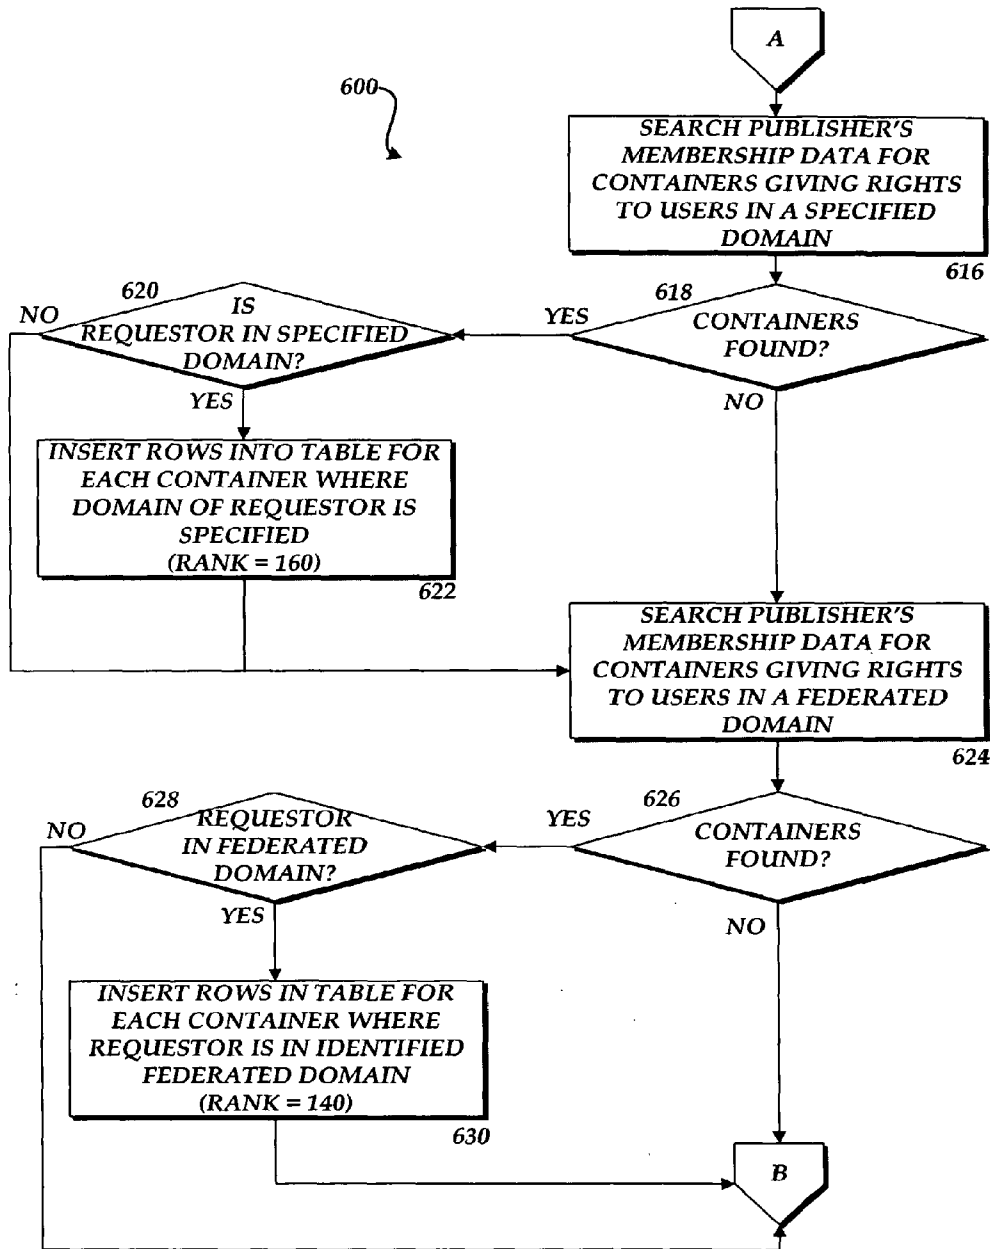 A
600
SEARCH PUBLISHER'S
MEMBERSHIP DATA FOR
CONTAINERS GIVING RIGHTS
TO USERS IN A SPECIFIED
DOMAIN
616
620
618
NO
IS
REQUESTOR IN SPECIFIED
DOMAIN?
YES
CONTAINERS
FOUND?
YES
NO
INSERT ROWS INTO TABLE FOR
EACH CONTAINER WHERE
DOMAIN OF REQUESTOR IS
SPECIFIED
(RANK = 160)
622
SEARCH PUBLISHER'S
MEMBERSHIP DATA FOR
CONTAINERS GIVING RIGHTS
TO USERS IN A FEDERATED
DOMAIN
624
628
626
NO
REQUESTOR
IN FEDERATED
DOMAIN?
YES
CONTAINERS
FOUND?
YES
NO
INSERT ROWS IN TABLE FOR
EACH CONTAINER WHERE
REQUESTOR IS IN IDENTIFIED
FEDERATED DOMAIN
(RANK = 140)
630
B